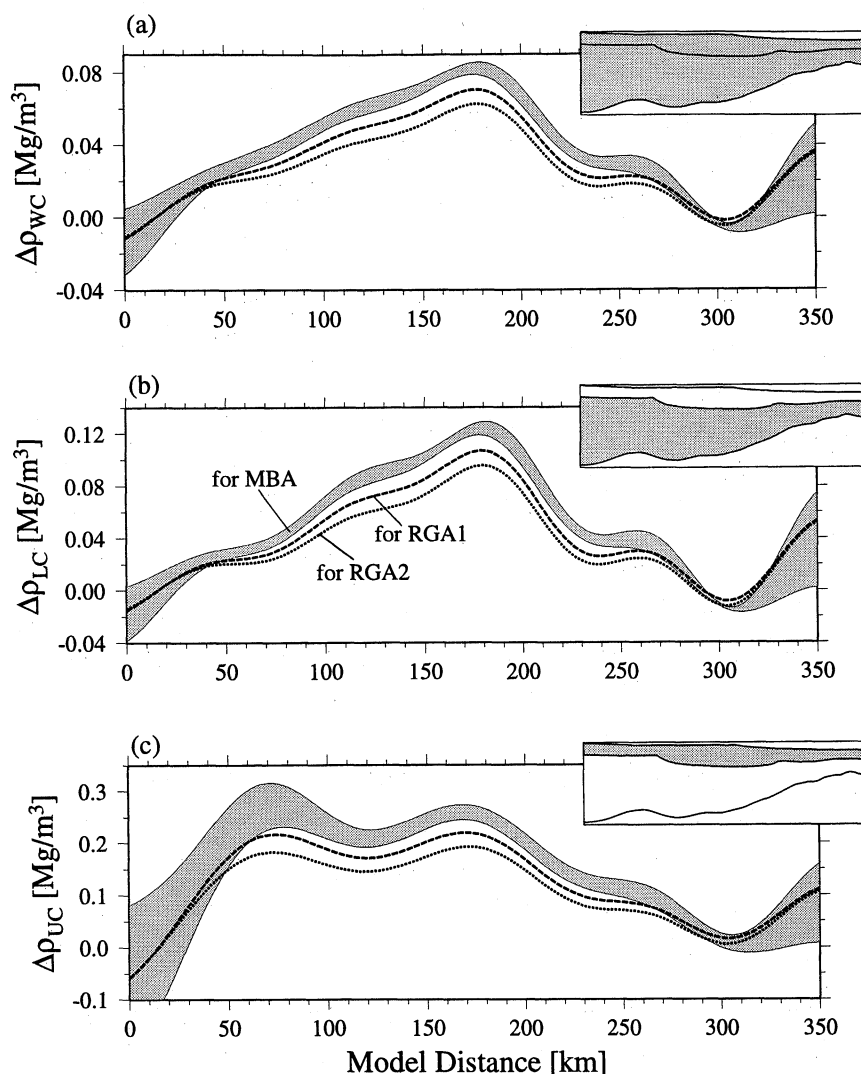 (a)
0.08
0.04
0.00
-0.04
Δρ_WC [Mg/m³]
0 50 100 150 200 250 300 350
(b)
0.12
0.08
0.04
0.00
-0.04
Δρ_LC [Mg/m³]
for MBA
for RGA1
for RGA2
0 50 100 150 200 250 300 350
(c)
0.3
0.2
0.1
0.0
-0.1
Δρ_UC [Mg/m³]
0 50 100 150 200 250 300 350
Model Distance [km]